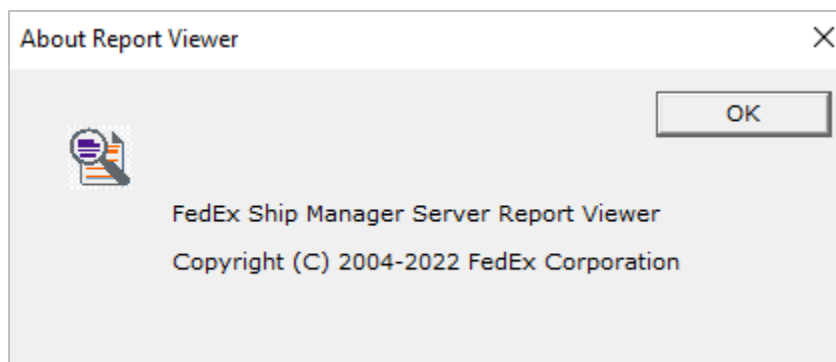 About Report Viewer
OK
FedEx Ship Manager Server Report Viewer
Copyright (C) 2004-2022 FedEx Corporation